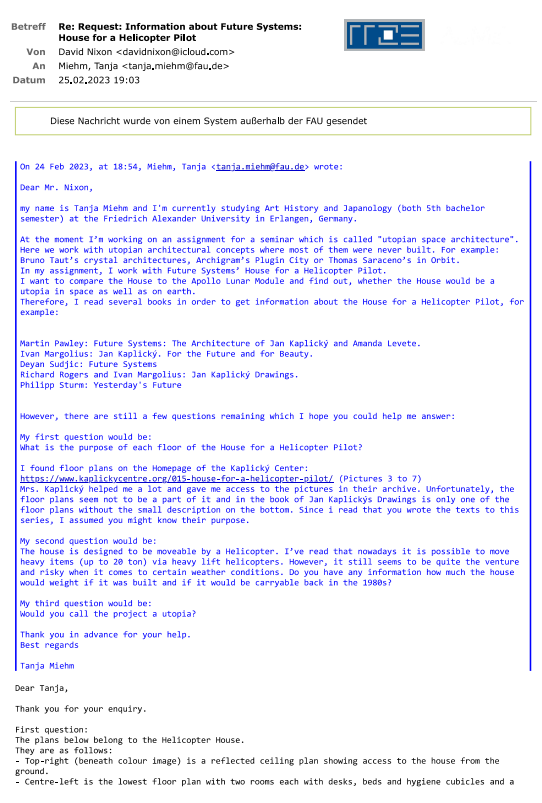 Betreff Re: Request: Information about Future Systems:
House for a Helicopter Pilot
Von David Nixon <davidnixon@icloud.com>
An Miehm, Tanja <tanja.miehm@fau.de>
Datum 25.02.2023 19:03
Diese Nachricht wurde von einem System außerhalb der FAU gesendet
On 24 Feb 2023, at 18:54, Miehm, Tanja <tanja.miehm@fau.de> wrote:
Dear Mr. Nixon,
my name is Tanja Miehm and I'm currently studying Art History and Japanology (both 5th bachelor
semester) at the Friedrich Alexander University in Erlangen, Germany.
At the moment I’m working on an assignment for a seminar which is called "utopian space architecture".
Here we work with utopian architectural concepts where most of them were never built. For example:
Bruno Taut’s crystal architectures, Archigram’s Plugin City or Thomas Saraceno’s in Orbit.
In my assignment, I work with Future Systems’ House for a Helicopter Pilot.
I want to compare the House to the Apollo Lunar Module and find out, whether the House would be a
utopia in space as well as on earth.
Therefore, I read several books in order to get information about the House for a Helicopter Pilot, for
example:
Martin Pawley: Future Systems: The Architecture of Jan Kaplický and Amanda Levete.
Ivan Margolius: Jan Kaplický. For the Future and for Beauty.
Deyan Sudjic: Future Systems
Richard Rogers and Ivan Margolius: Jan Kaplický Drawings.
Philipp Sturm: Yesterday's Future
However, there are still a few questions remaining which I hope you could help me answer:
My first question would be:
What is the purpose of each floor of the House for a Helicopter Pilot?
I found floor plans on the Homepage of the Kaplický Center:
https://www.kaplickycentre.org/015-house-for-a-helicopter-pilot/ (Pictures 3 to 7)
Mrs. Kaplický helped me a lot and gave me access to the pictures in their archive. Unfortunately, the
floor plans seem not to be a part of it and in the book of Jan Kaplickýs Drawings is only one of the
floor plans without the small description on the bottom. Since i read that you wrote the texts to this
series, I assumed you might know their purpose.
My second question would be:
The house is designed to be moveable by a Helicopter. I’ve read that nowadays it is possible to move
heavy items (up to 20 ton) via heavy lift helicopters. However, it still seems to be quite the venture
and risky when it comes to certain weather conditions. Do you have any information how much the house
would weight if it was built and if it would be carryable back in the 1980s?
My third question would be:
Would you call the project a utopia?
Thank you in advance for your help.
Best regards
Tanja Miehm
Dear Tanja,
Thank you for your enquiry.
First question:
The plans below belong to the Helicopter House.
They are as follows:
- Top-right (beneath colour image) is a reflected ceiling plan showing access to the house from the
ground.
- Centre-left is the lowest floor plan with two rooms each with desks, beds and hygiene cubicles and a